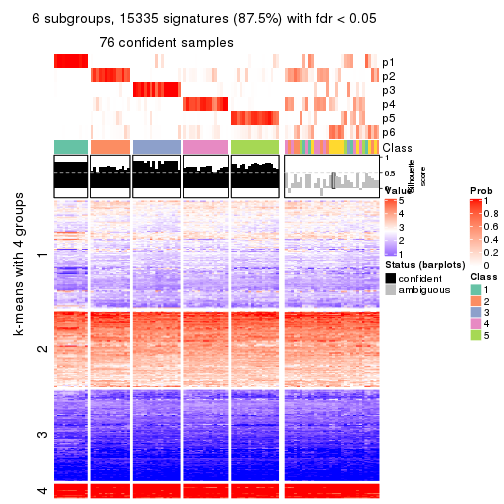 6 subgroups, 15335 signatures (87.5%) with fdr < 0.05
76 confident samples
p1
p2
p3
p4
p5
p6
Class
1
0.5
0
Silhouette
score
k-means with 4 groups
1
2
3
4
Value
5
4
3
2
1
Status (barplots)
confident
ambiguous
Prob
1
0.8
0.6
0.4
0.2
0
Class
1
2
3
4
5